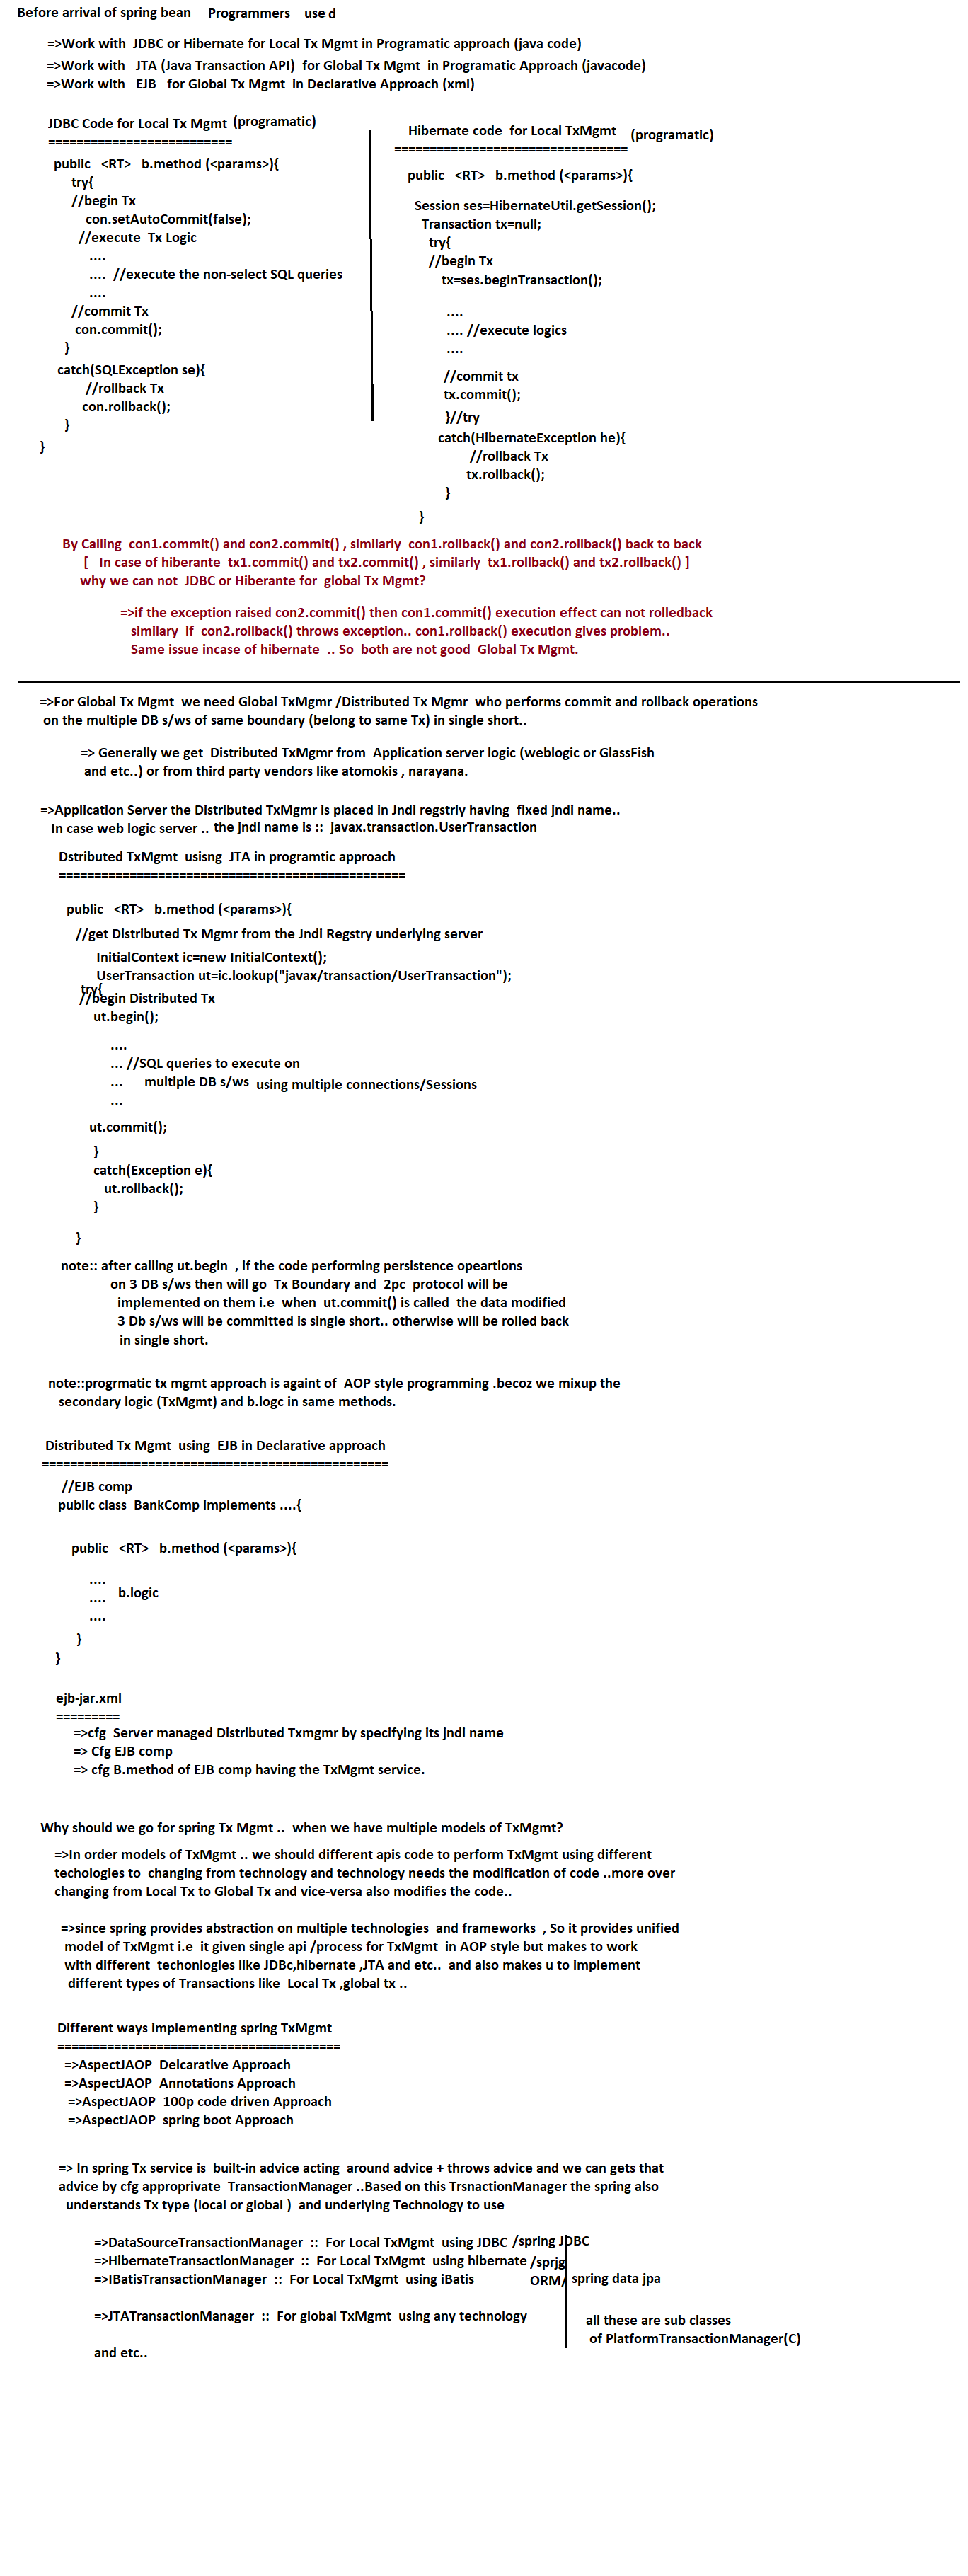 Before arrival of spring bean Programmers use d
=>Work with JDBC or Hibernate for Local Tx Mgmt in Programatic approach (java code)
=>Work with JTA (Java Transaction API) for Global Tx Mgmt in Programatic Approach (javacode)
=>Work with EJB for Global Tx Mgmt in Declarative Approach (xml)
JDBC Code for Local Tx Mgmt (programatic)
==========================
public <RT> b.method (<params>){
try{
//begin Tx
con.setAutoCommit(false);
//execute Tx Logic
....
.... //execute the non-select SQL queries
....
//commit Tx
con.commit();
}
catch(SQLException se){
//rollback Tx
con.rollback();
}
}
Hibernate code for Local TxMgmt (programatic)
=================================
public <RT> b.method (<params>){
Session ses=HibernateUtil.getSession();
Transaction tx=null;
try{
//begin Tx
tx=ses.beginTransaction();
....
.... //execute logics
....
//commit tx
tx.commit();
}//try
catch(HibernateException he){
//rollback Tx
tx.rollback();
}
}
By Calling con1.commit() and con2.commit() , similarly con1.rollback() and con2.rollback() back to back
[ In case of hiberante tx1.commit() and tx2.commit() , similarly tx1.rollback() and tx2.rollback() ]
why we can not JDBC or Hiberante for global Tx Mgmt?
=>if the exception raised con2.commit() then con1.commit() execution effect can not rolledback
similary if con2.rollback() throws exception.. con1.rollback() execution gives problem..
Same issue incase of hibernate .. So both are not good Global Tx Mgmt.
=>For Global Tx Mgmt we need Global TxMgmr /Distributed Tx Mgmr who performs commit and rollback operations
on the multiple DB s/ws of same boundary (belong to same Tx) in single short..
=> Generally we get Distributed TxMgmr from Application server logic (weblogic or GlassFish
and etc..) or from third party vendors like atomokis , narayana.
=>Application Server the Distributed TxMgmr is placed in Jndi regstriy having fixed jndi name..
In case web logic server .. the jndi name is :: javax.transaction.UserTransaction
Dstributed TxMgmt usisng JTA in programtic approach
=================================================
public <RT> b.method (<params>){
//get Distributed Tx Mgmr from the Jndi Regstry underlying server
InitialContext ic=new InitialContext();
UserTransaction ut=ic.lookup("javax/transaction/UserTransaction");
try{
//begin Distributed Tx
ut.begin();
....
... //SQL queries to execute on
... multiple DB s/ws using multiple connections/Sessions
...
ut.commit();
}
catch(Exception e){
ut.rollback();
}
}
note:: after calling ut.begin , if the code performing persistence opeartions
on 3 DB s/ws then will go Tx Boundary and 2pc protocol will be
implemented on them i.e when ut.commit() is called the data modified
3 Db s/ws will be committed is single short.. otherwise will be rolled back
in single short.
note::progrmatic tx mgmt approach is againt of AOP style programming .becoz we mixup the
secondary logic (TxMgmt) and b.logc in same methods.
Distributed Tx Mgmt using EJB in Declarative approach
=================================================
//EJB comp
public class BankComp implements ....{
public <RT> b.method (<params>){
....
.... b.logic
....
}
}
ejb-jar.xml
=========
=>cfg Server managed Distributed Txmgmr by specifying its jndi name
=> Cfg EJB comp
=> cfg B.method of EJB comp having the TxMgmt service.
Why should we go for spring Tx Mgmt .. when we have multiple models of TxMgmt?
=>In order models of TxMgmt .. we should different apis code to perform TxMgmt using different
techologies to changing from technology and technology needs the modification of code ..more over
changing from Local Tx to Global Tx and vice-versa also modifies the code..
=>since spring provides abstraction on multiple technologies and frameworks , So it provides unified
model of TxMgmt i.e it given single api /process for TxMgmt in AOP style but makes to work
with different techonlogies like JDBc,hibernate ,JTA and etc.. and also makes u to implement
different types of Transactions like Local Tx ,global tx ..
Different ways implementing spring TxMgmt
========================================
=>AspectJAOP Delcarative Approach
=>AspectJAOP Annotations Approach
=>AspectJAOP 100p code driven Approach
=>AspectJAOP spring boot Approach
=> In spring Tx service is built-in advice acting around advice + throws advice and we can gets that
advice by cfg approprivate TransactionManager ..Based on this TrsnactionManager the spring also
understands Tx type (local or global ) and underlying Technology to use
=>DataSourceTransactionManager :: For Local TxMgmt using JDBC /spring JDBC
=>HibernateTransactionManager :: For Local TxMgmt using hibernate /sprjg
=>IBatisTransactionManager :: For Local TxMgmt using iBatis ORM/ spring data jpa
=>JTATransactionManager :: For global TxMgmt using any technology
all these are sub classes
of PlatformTransactionManager(C)
and etc..